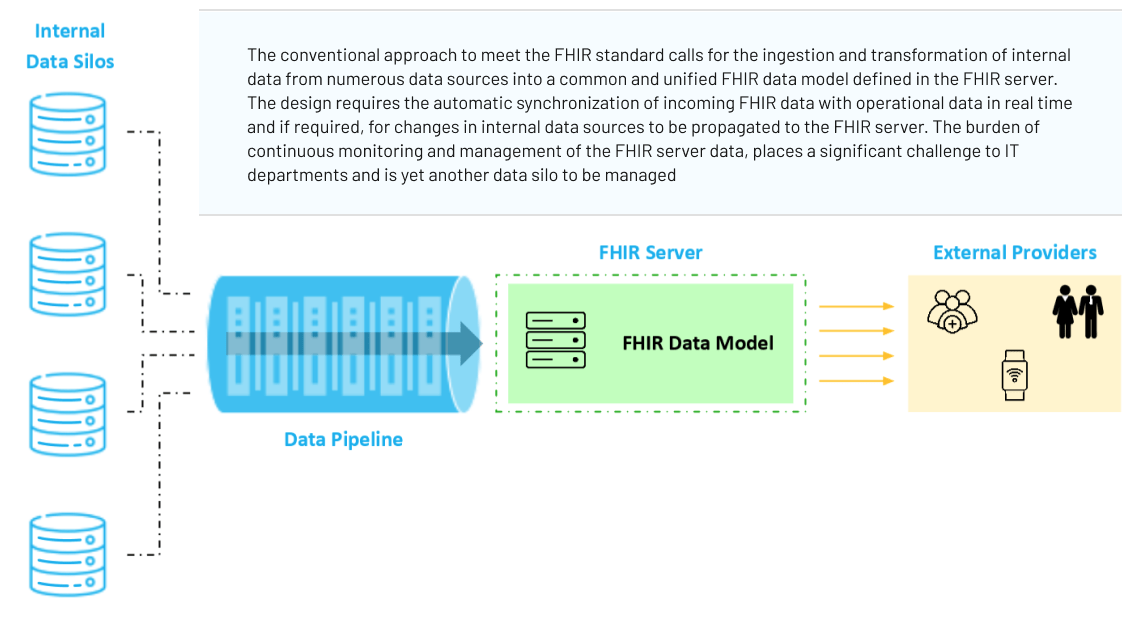 Internal
Data Silos
The conventional approach to meet the FHIR standard calls for the ingestion and transformation of internal
data from numerous data sources into a common and unified FHIR data model defined in the FHIR server.
The design requires the automatic synchronization of incoming FHIR data with operational data in real time
and if required, for changes in internal data sources to be propagated to the FHIR server. The burden of
continuous monitoring and management of the FHIR server data, places a significant challenge to IT
departments and is yet another data silo to be managed
FHIR Server
External Providers
FHIR Data Model
Data Pipeline